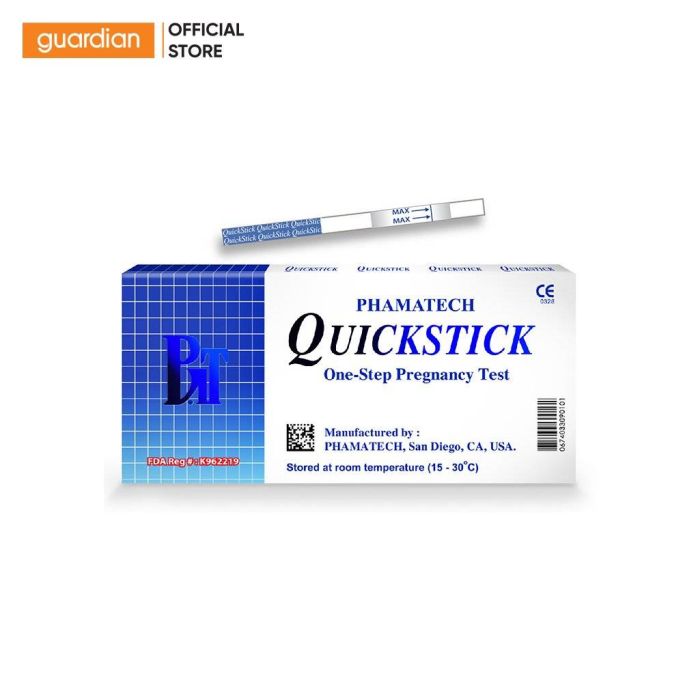 guardian
OFFICIAL
STORE
MAX
MAX
QuickStick QuickStick QuickStick
QuickStick QuickStick QuickStic
QUICKSTICK QUICKSTICK QUICKSTICK QUICKSTICK
PHAMATECH
CE
0328
QUICKSTICK
One-Step Pregnancy Test
PT
Manufactured by :
PHAMATECH, San Diego, CA, USA.
FDA Reg # : K962219
Stored at room temperature (15 - 30°C)
0674033090101